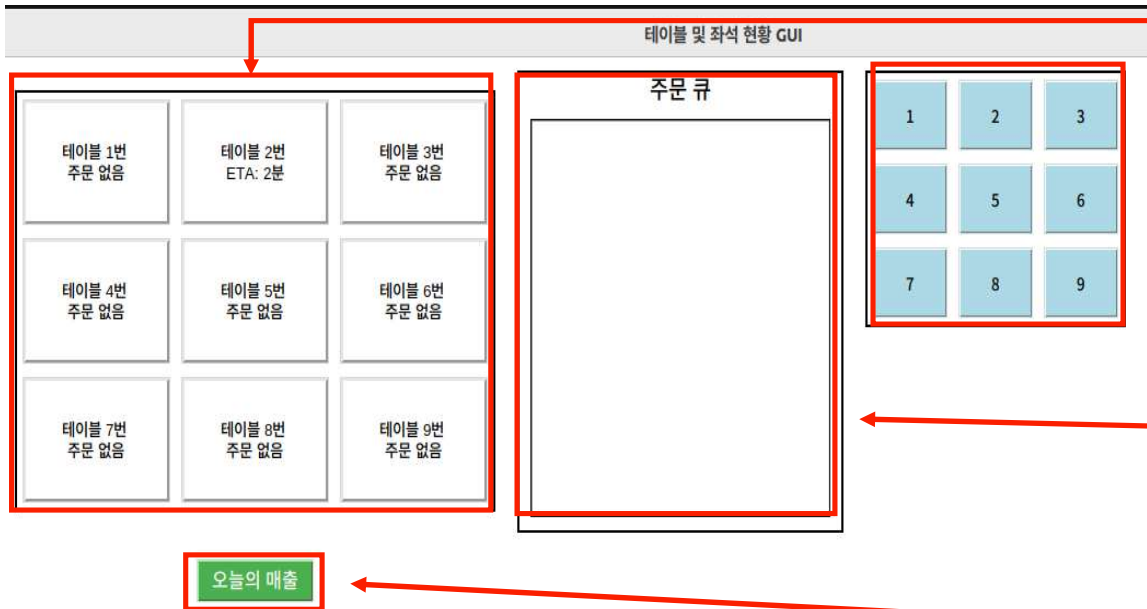 테이블 및 좌석 현황 GUI
테이블 1번
주문 없음
테이블 2번
ETA: 2분
테이블 3번
주문 없음
테이블 4번
주문 없음
테이블 5번
주문 없음
테이블 6번
주문 없음
테이블 7번
주문 없음
테이블 8번
주문 없음
테이블 9번
주문 없음
주문 큐
1
2
3
4
5
6
7
8
9
오늘의 매출